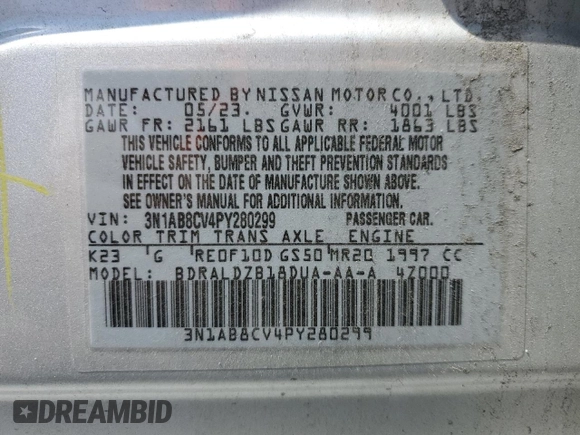 MANUFACTURED BY NISSAN MOTOR CO., LTD.
DATE: 05/23. GVWR: 4001 LBS
GAWR FR: 2161 LBS GAWR RR: 1863 LBS
THIS VEHICLE CONFORMS TO ALL APPLICABLE FEDERAL MOTOR
VEHICLE SAFETY, BUMPER AND THEFT PREVENTION STANDARDS
IN EFFECT ON THE DATE OF MANUFACTURE SHOWN ABOVE.
SEE OWNER'S MANUAL FOR ADDITIONAL INFORMATION.
VIN: 3N1AB8CV4PY280299 PASSENGER CAR.
COLOR TRIM TRANS AXLE ENGINE
K23 G RE0F10D GS50 MR20 1997 CC
MODEL: BDRALDZB18DUA-AA-A 4Z000
3N1AB8CV4PY280299
DREAMBID